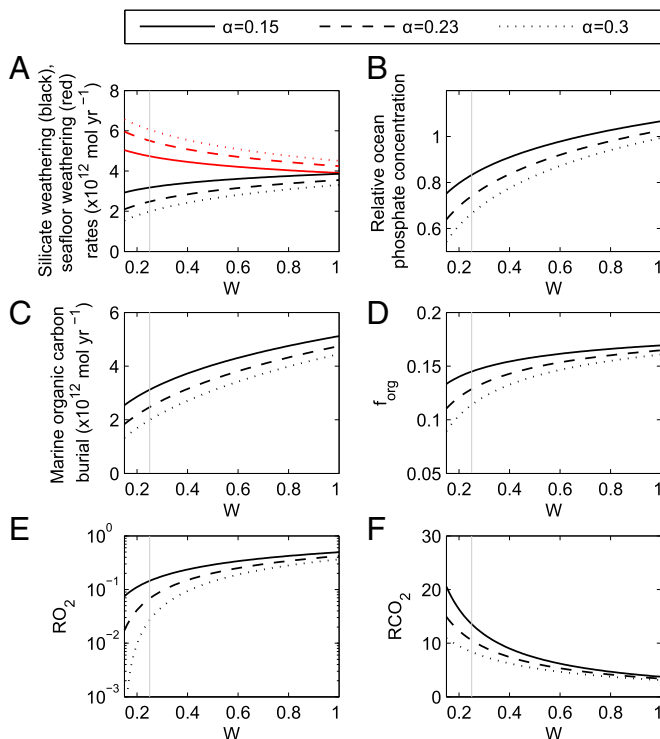 α=0.15 α=0.23 α=0.3
A
Silicate weathering (black),
seafloor weathering (red)
rates (x10¹² mol yr ⁻¹)
8
6
4
2
0
0.2 0.4 0.6 0.8 1
W
B
Relative ocean
phosphate concentration
1
0.8
0.6
0.2 0.4 0.6 0.8 1
W
C
Marine organic carbon
burial (x10¹² mol yr ⁻¹)
6
4
2
0
0.2 0.4 0.6 0.8 1
W
D
f_org
0.2
0.15
0.1
0.05
0.2 0.4 0.6 0.8 1
W
E
RO₂
10⁰
10⁻¹
10⁻²
10⁻³
0.2 0.4 0.6 0.8 1
W
F
RCO₂
30
20
10
0
0.2 0.4 0.6 0.8 1
W